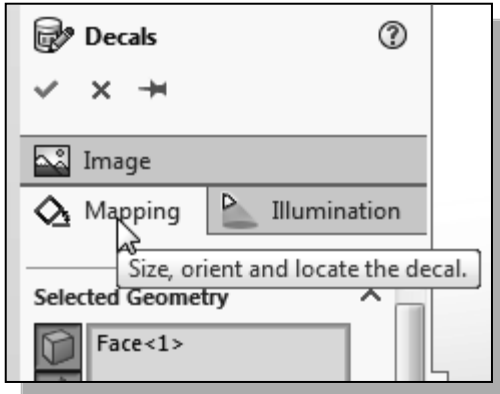 Decals
Image
Mapping Illumination
Size, orient and locate the decal.
Selected Geometry
Face<1>